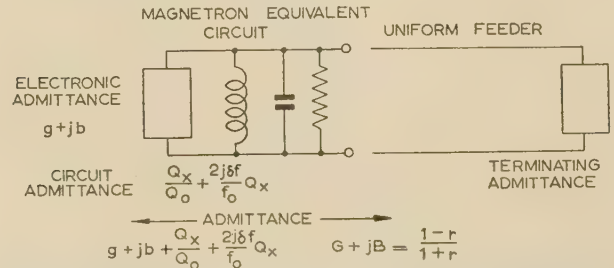 MAGNETRON EQUIVALENT
CIRCUIT
UNIFORM FEEDER
ELECTRONIC
ADMITTANCE
g+jb
CIRCUIT
ADMITTANCE
Qx/Qo + 2jδf/fo Qx
TERMINATING
ADMITTANCE
ADMITTANCE
g+jb+Qx/Qo+2jδf/fo Qx
G+jB = 1-r/1+r